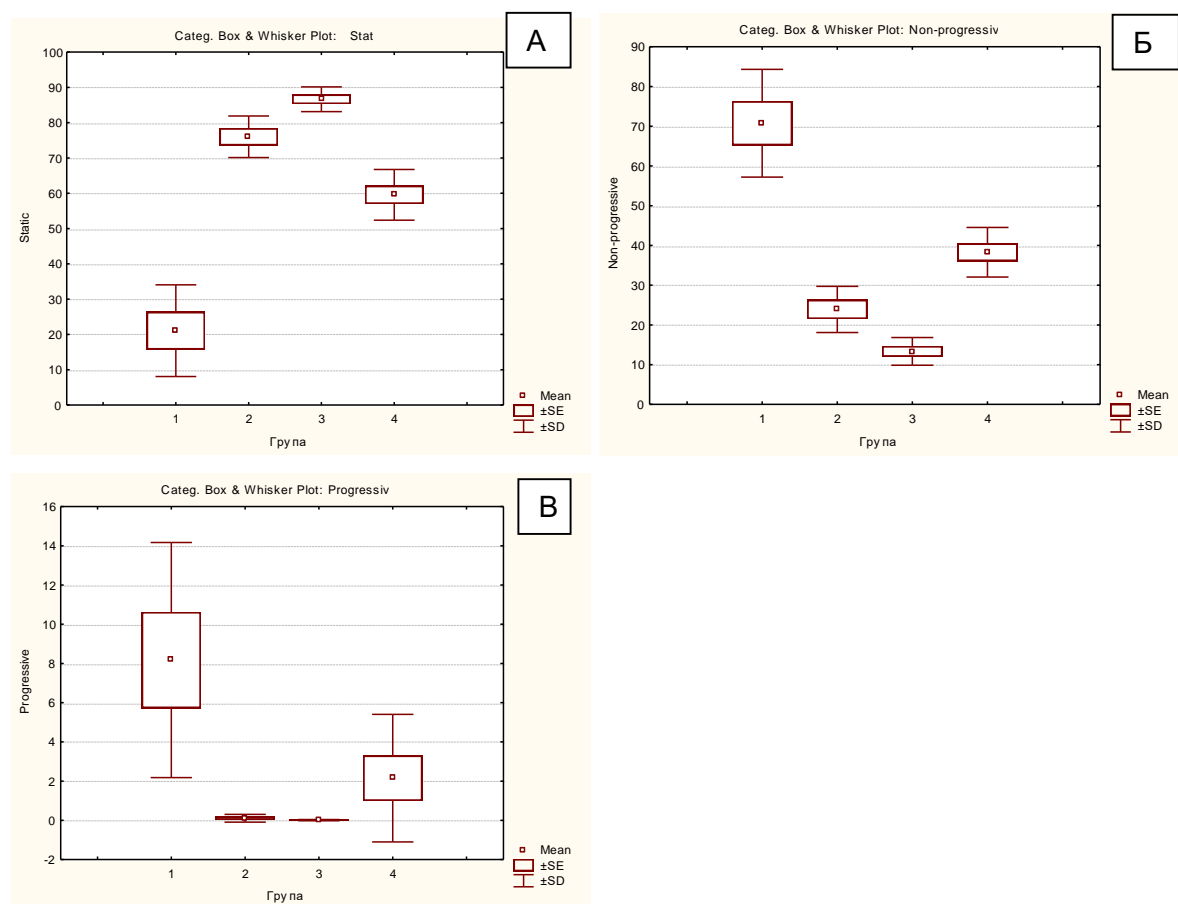 Categ. Box & Whisker Plot: Stat
А
100
90
80
70
60
50
40
30
20
10
0
Static
1 2 3 4
Група
Mean
±SE
±SD
Categ. Box & Whisker Plot: Non-progressiv
Б
90
80
70
60
50
40
30
20
10
0
Non-progressive
1 2 3 4
Група
Mean
±SE
±SD
Categ. Box & Whisker Plot: Progressiv
В
16
14
12
10
8
6
4
2
0
-2
Progressive
1 2 3 4
Група
Mean
±SE
±SD